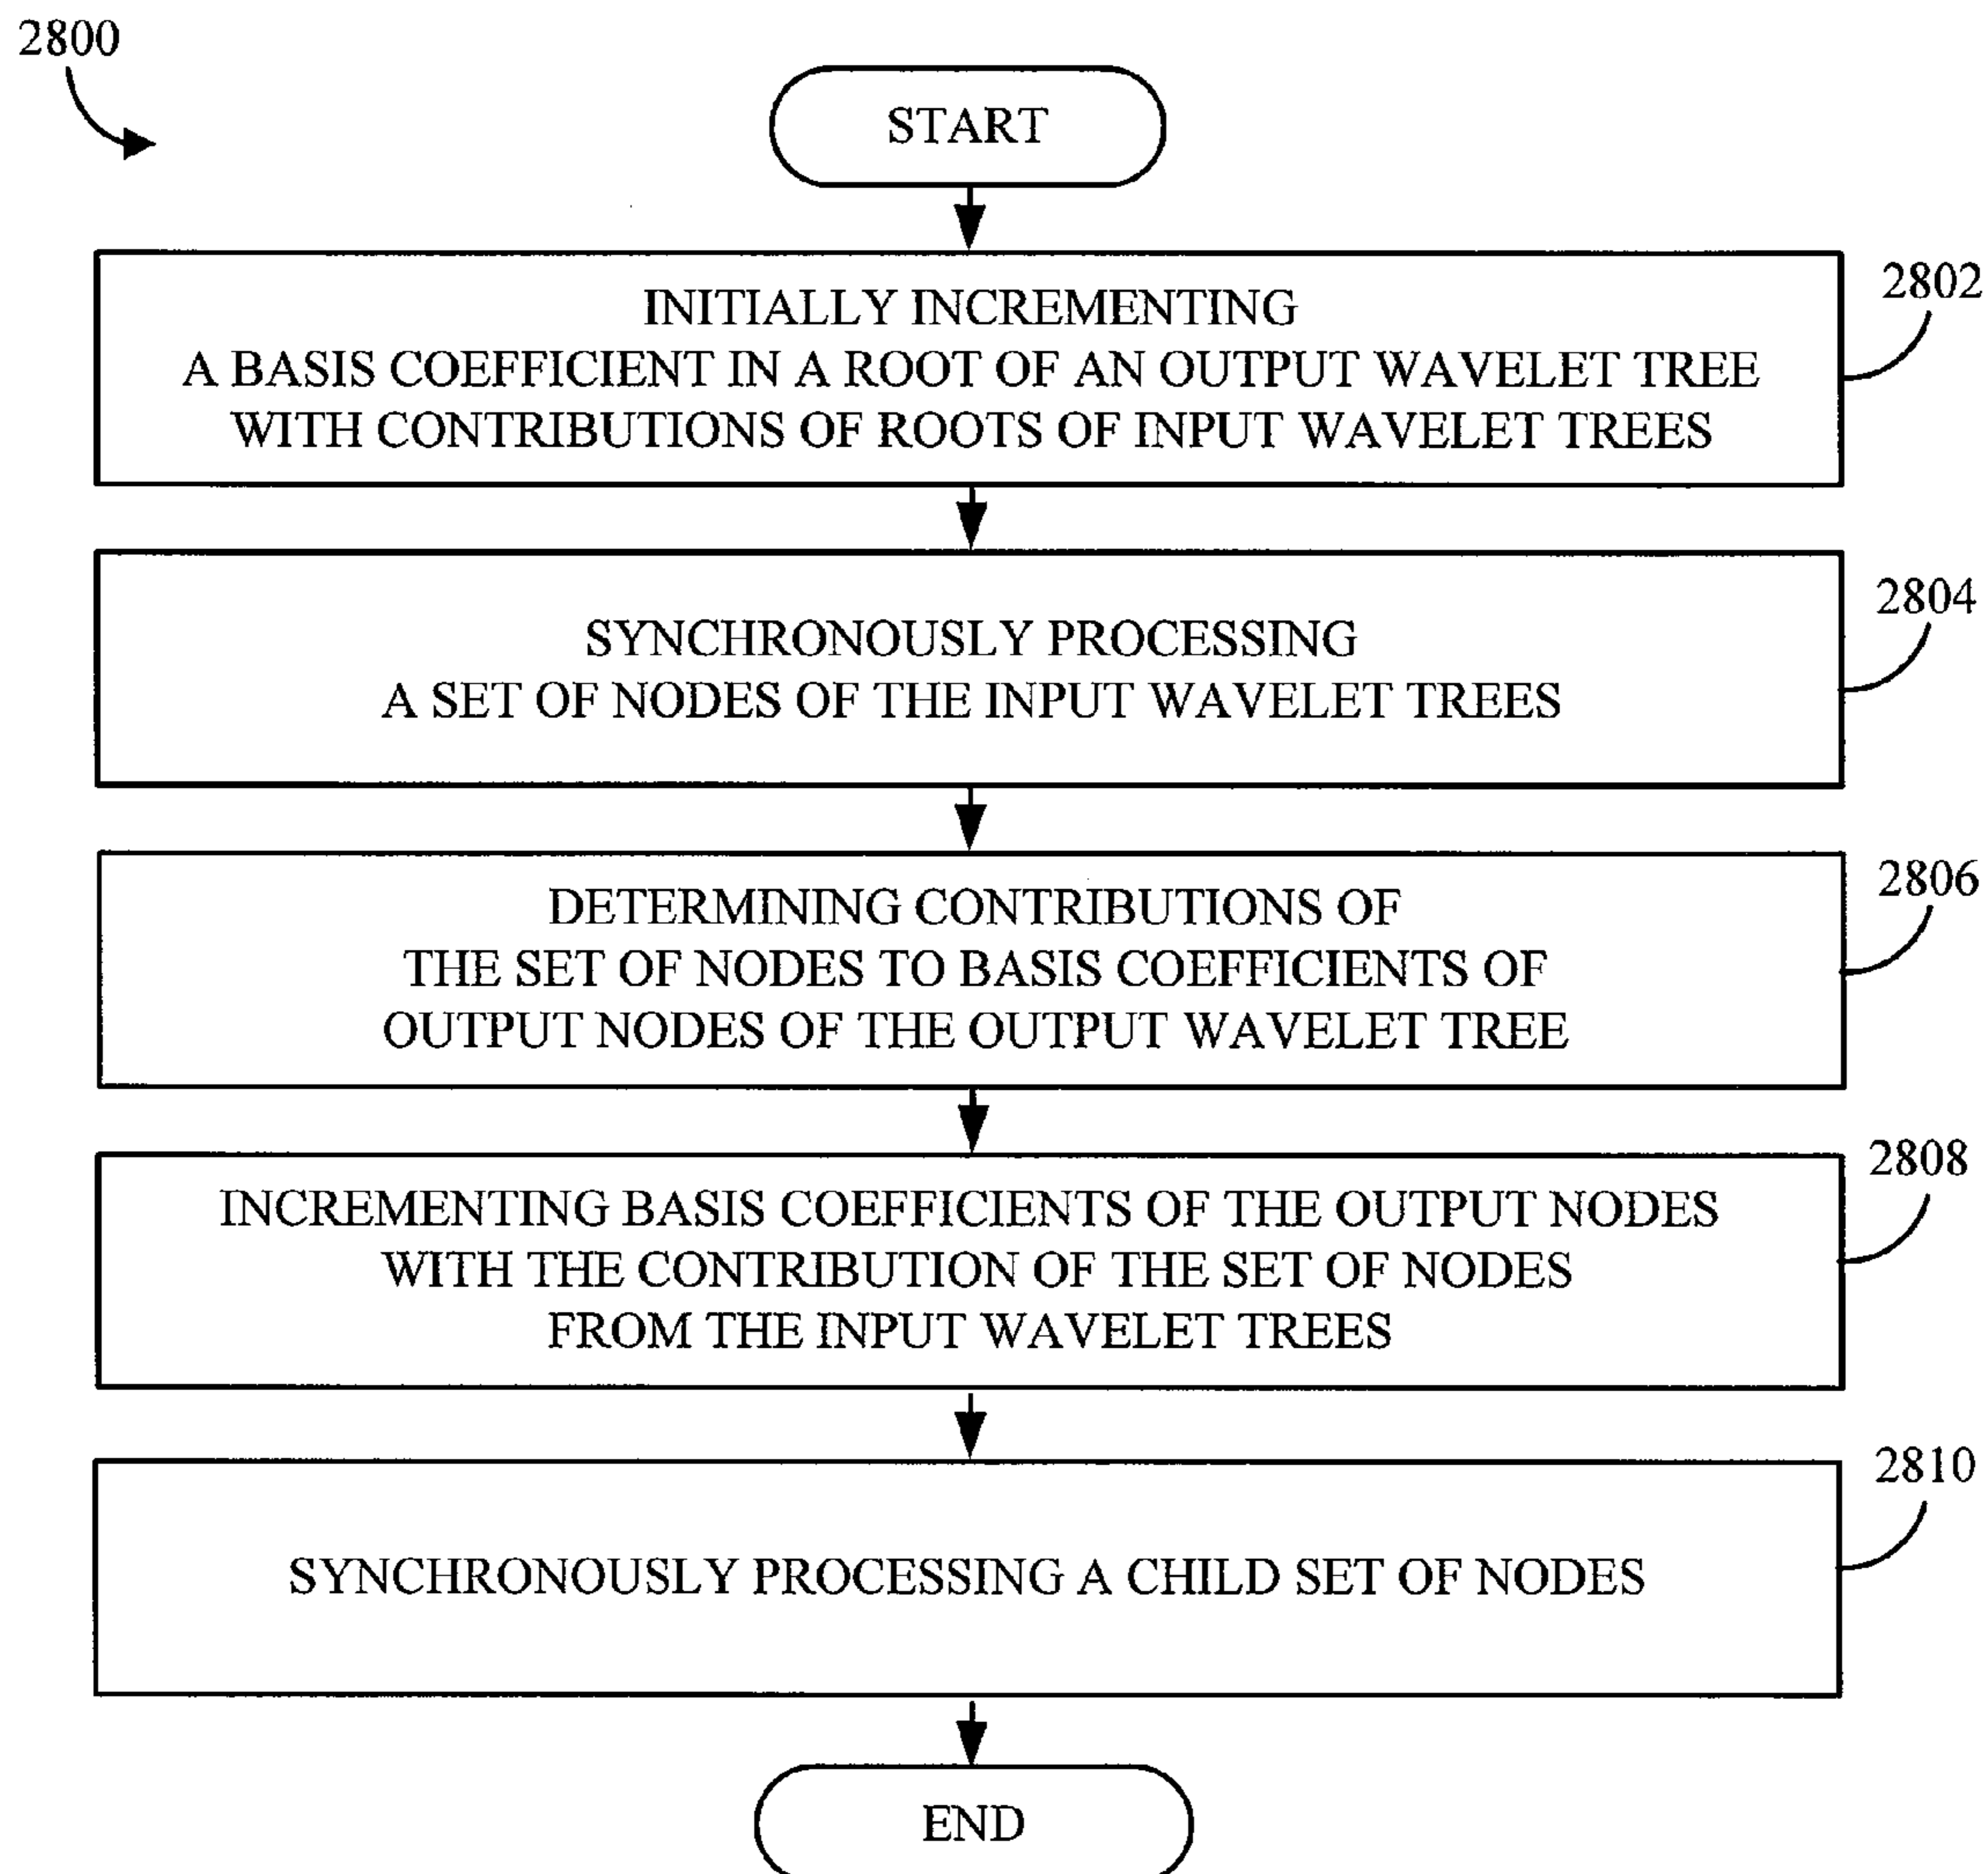 2800
START
INITIALLY INCREMENTING
A BASIS COEFFICIENT IN A ROOT OF AN OUTPUT WAVELET TREE
WITH CONTRIBUTIONS OF ROOTS OF INPUT WAVELET TREES
2802
SYNCHRONOUSLY PROCESSING
A SET OF NODES OF THE INPUT WAVELET TREES
2804
DETERMINING CONTRIBUTIONS OF
THE SET OF NODES TO BASIS COEFFICIENTS OF
OUTPUT NODES OF THE OUTPUT WAVELET TREE
2806
INCREMENTING BASIS COEFFICIENTS OF THE OUTPUT NODES
WITH THE CONTRIBUTION OF THE SET OF NODES
FROM THE INPUT WAVELET TREES
2808
SYNCHRONOUSLY PROCESSING A CHILD SET OF NODES
2810
END